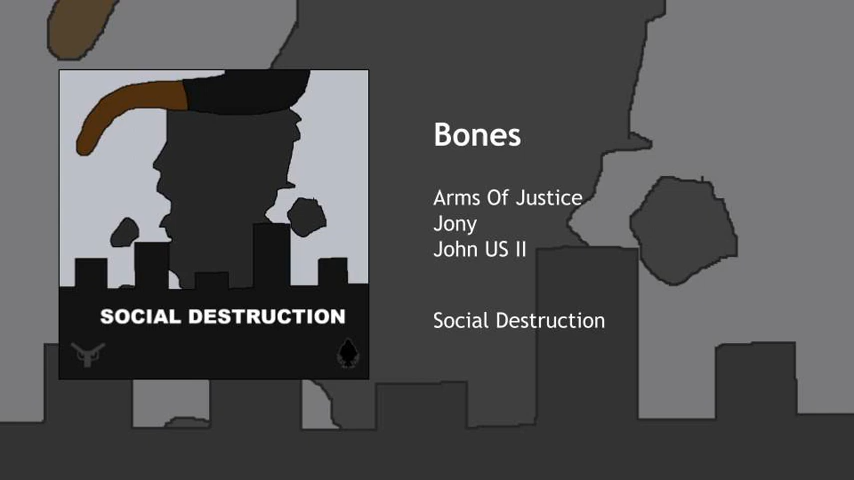 SOCIAL DESTRUCTION
Bones
Arms Of Justice
Jony
John US II
Social Destruction